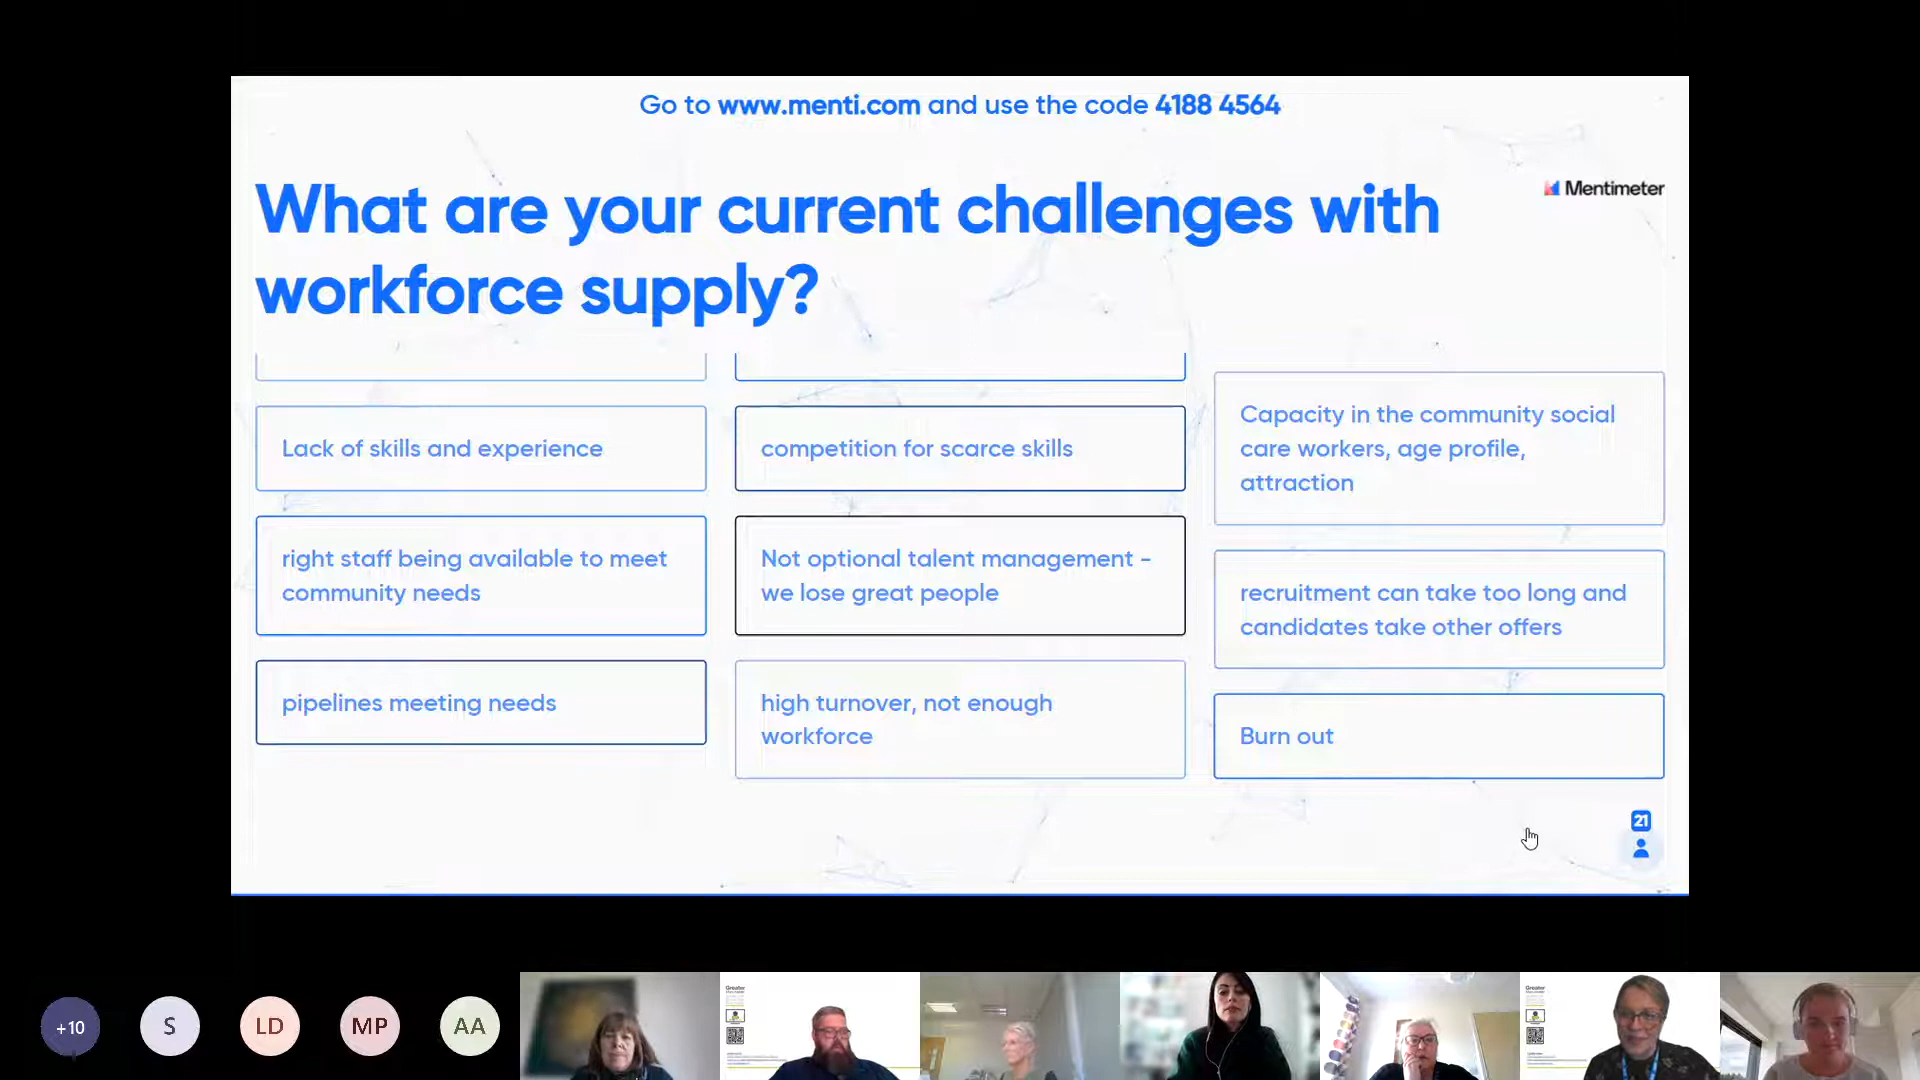 Go to www.menti.com and use the code 4188 4564
Mentimeter
What are your current challenges with
workforce supply?
Lack of skills and experience
right staff being available to meet
community needs
pipelines meeting needs
competition for scarce skills
Not optional talent management -
we lose great people
high turnover, not enough
workforce
Capacity in the community social
care workers, age profile,
attraction
recruitment can take too long and
candidates take other offers
Burn out
21
+10
S
LD
MP
AA
Greater
Greater